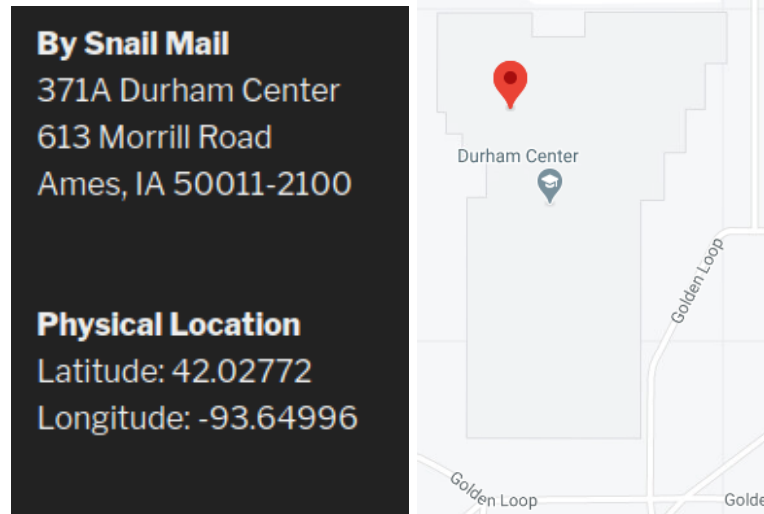 By Snail Mail
371A Durham Center
613 Morrill Road
Ames, IA 50011-2100
Physical Location
Latitude: 42.02772
Longitude: -93.64996
Durham Center
Golden Loop
Golden Loop
Golde